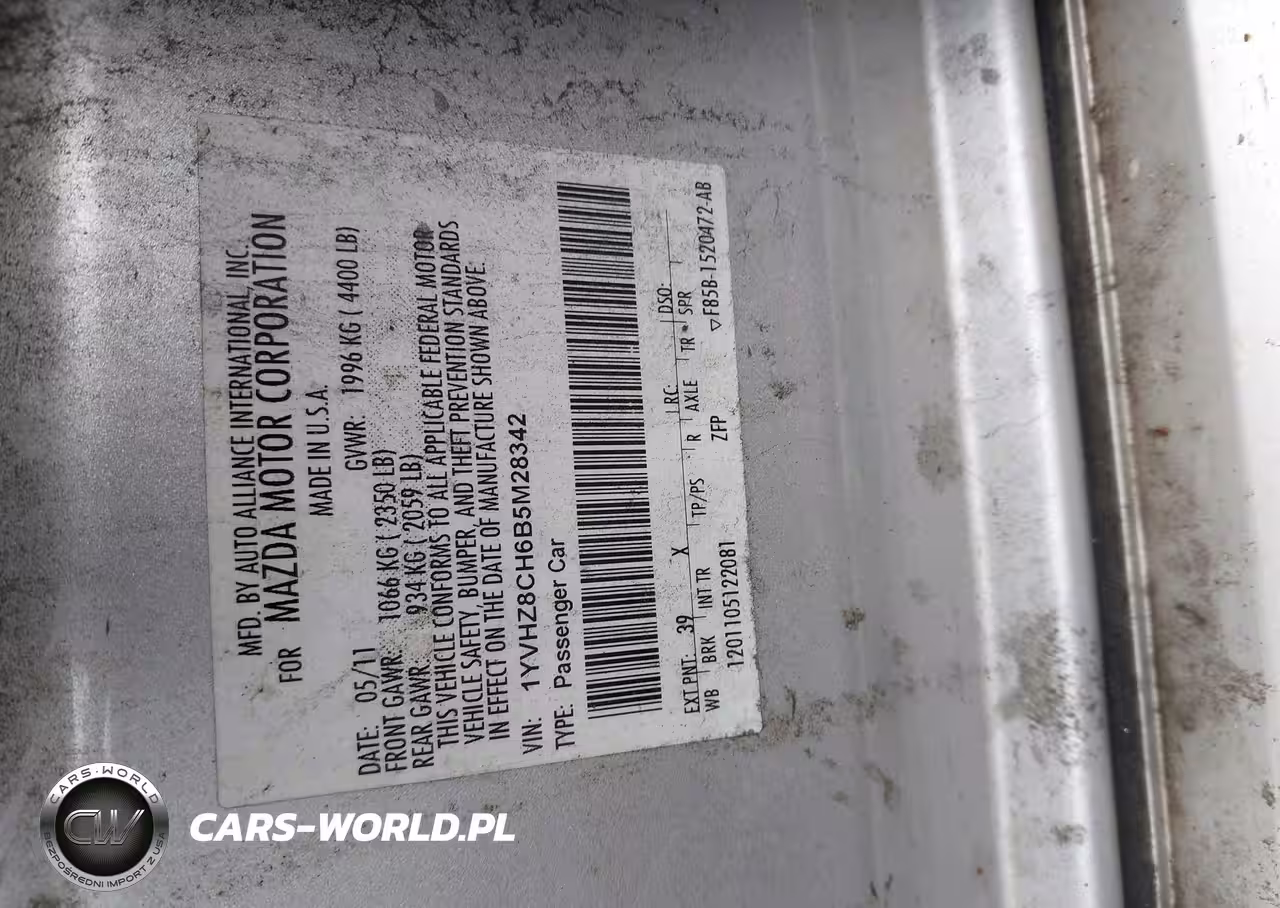 MFD. BY AUTO ALLIANCE INTERNATIONAL, INC.
FOR MAZDA MOTOR CORPORATION
MADE IN U.S.A.
DATE: 05/11 GVWR: 1996 KG ( 4400 LB)
FRONT GAWR: 1066 KG ( 2350 LB)
REAR GAWR: 934 KG ( 2059 LB)
THIS VEHICLE CONFORMS TO ALL APPLICABLE FEDERAL MOTOR
VEHICLE SAFETY, BUMPER, AND THEFT PREVENTION STANDARDS
IN EFFECT ON THE DATE OF MANUFACTURE SHOWN ABOVE.
VIN: 1YVHZ8CH6B5M28342
TYPE: Passenger Car
EXT PNT: 39 X RC: DSO:
WB BRK INT TR TP/PS R AXLE TR SPR
1201105122081 ZFP ▽F85B-1520472-AB
CARS-WORLD
CW
BEZPOŚREDNI IMPORT Z USA
CARS-WORLD.PL